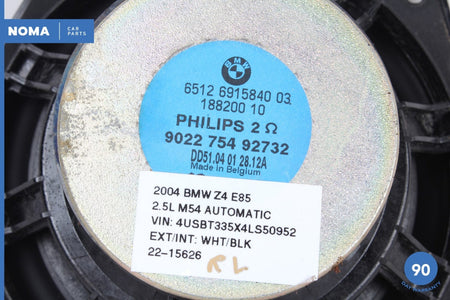 NOMA CAR PARTS
BMW
6512 6915840 03
188200 10
PHILIPS 2 Ω
9022 754 92732
DD51.04 01 28.12A
Made in Belgium
2004 BMW Z4 E85
2.5L M54 AUTOMATIC
VIN: 4USBT335X4LS50952
EXT/INT: WHT/BLK
22-15626
RL
90
DAY WARRANTY